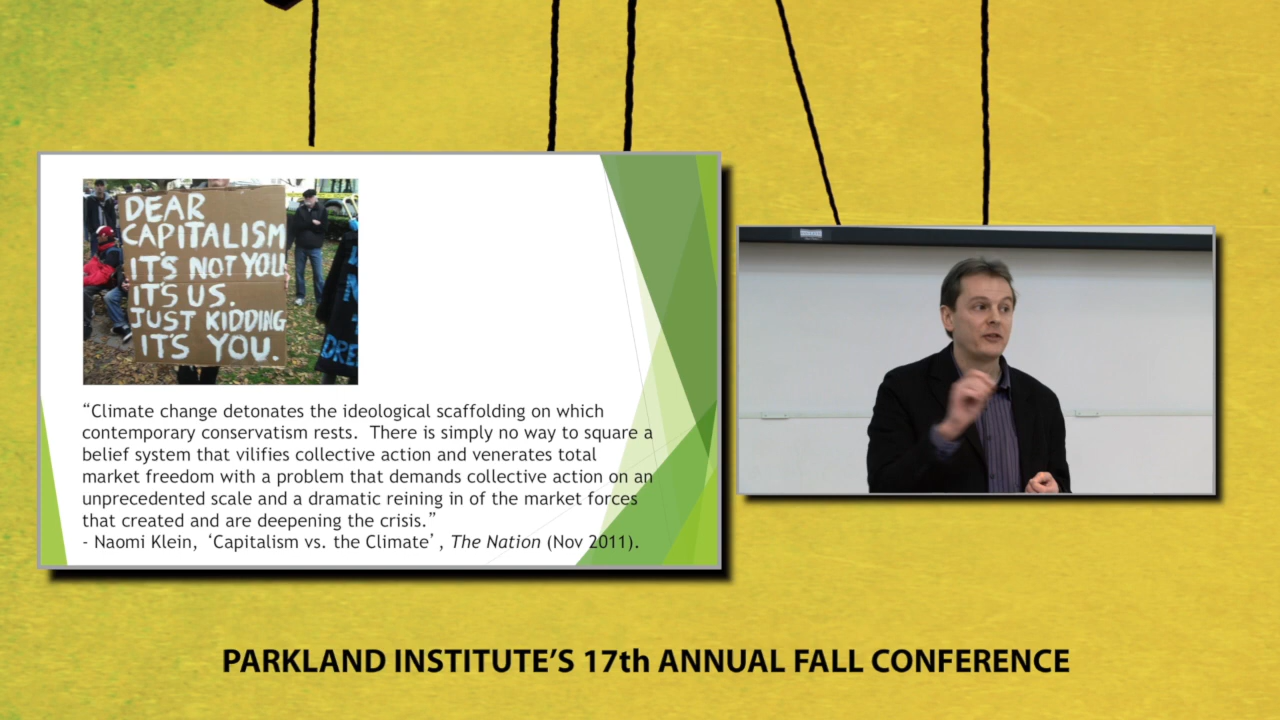 DEAR
CAPITALISM
IT'S NOT YOU
IT'S US.
JUST KIDDING
IT'S YOU.
“Climate change detonates the ideological scaffolding on which
contemporary conservatism rests.  There is simply no way to square a
belief system that vilifies collective action and venerates total
market freedom with a problem that demands collective action on an
unprecedented scale and a dramatic reining in of the market forces
that created and are deepening the crisis.”
- Naomi Klein, ‘Capitalism vs. the Climate’, The Nation (Nov 2011).
PARKLAND INSTITUTE’S 17th ANNUAL FALL CONFERENCE